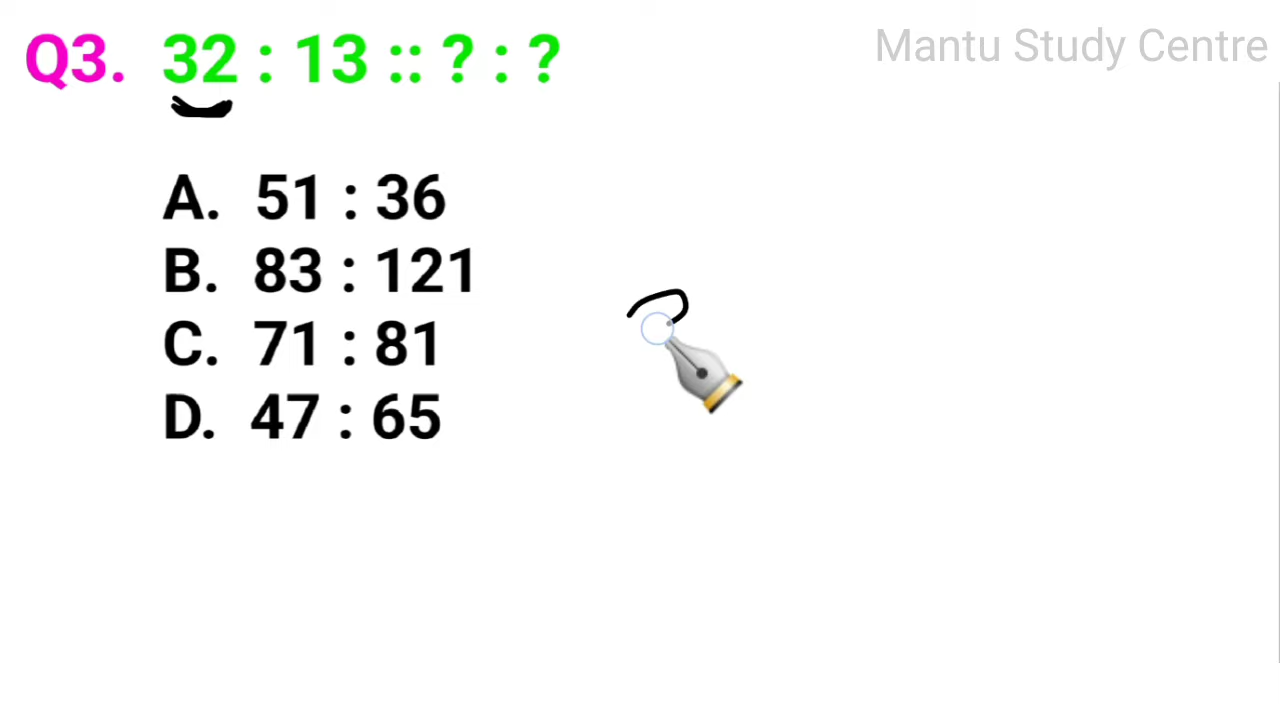 Mantu Study Centre
Q3. 32 : 13 :: ? : ?
A. 51 : 36
B. 83 : 121
C. 71 : 81
D. 47 : 65